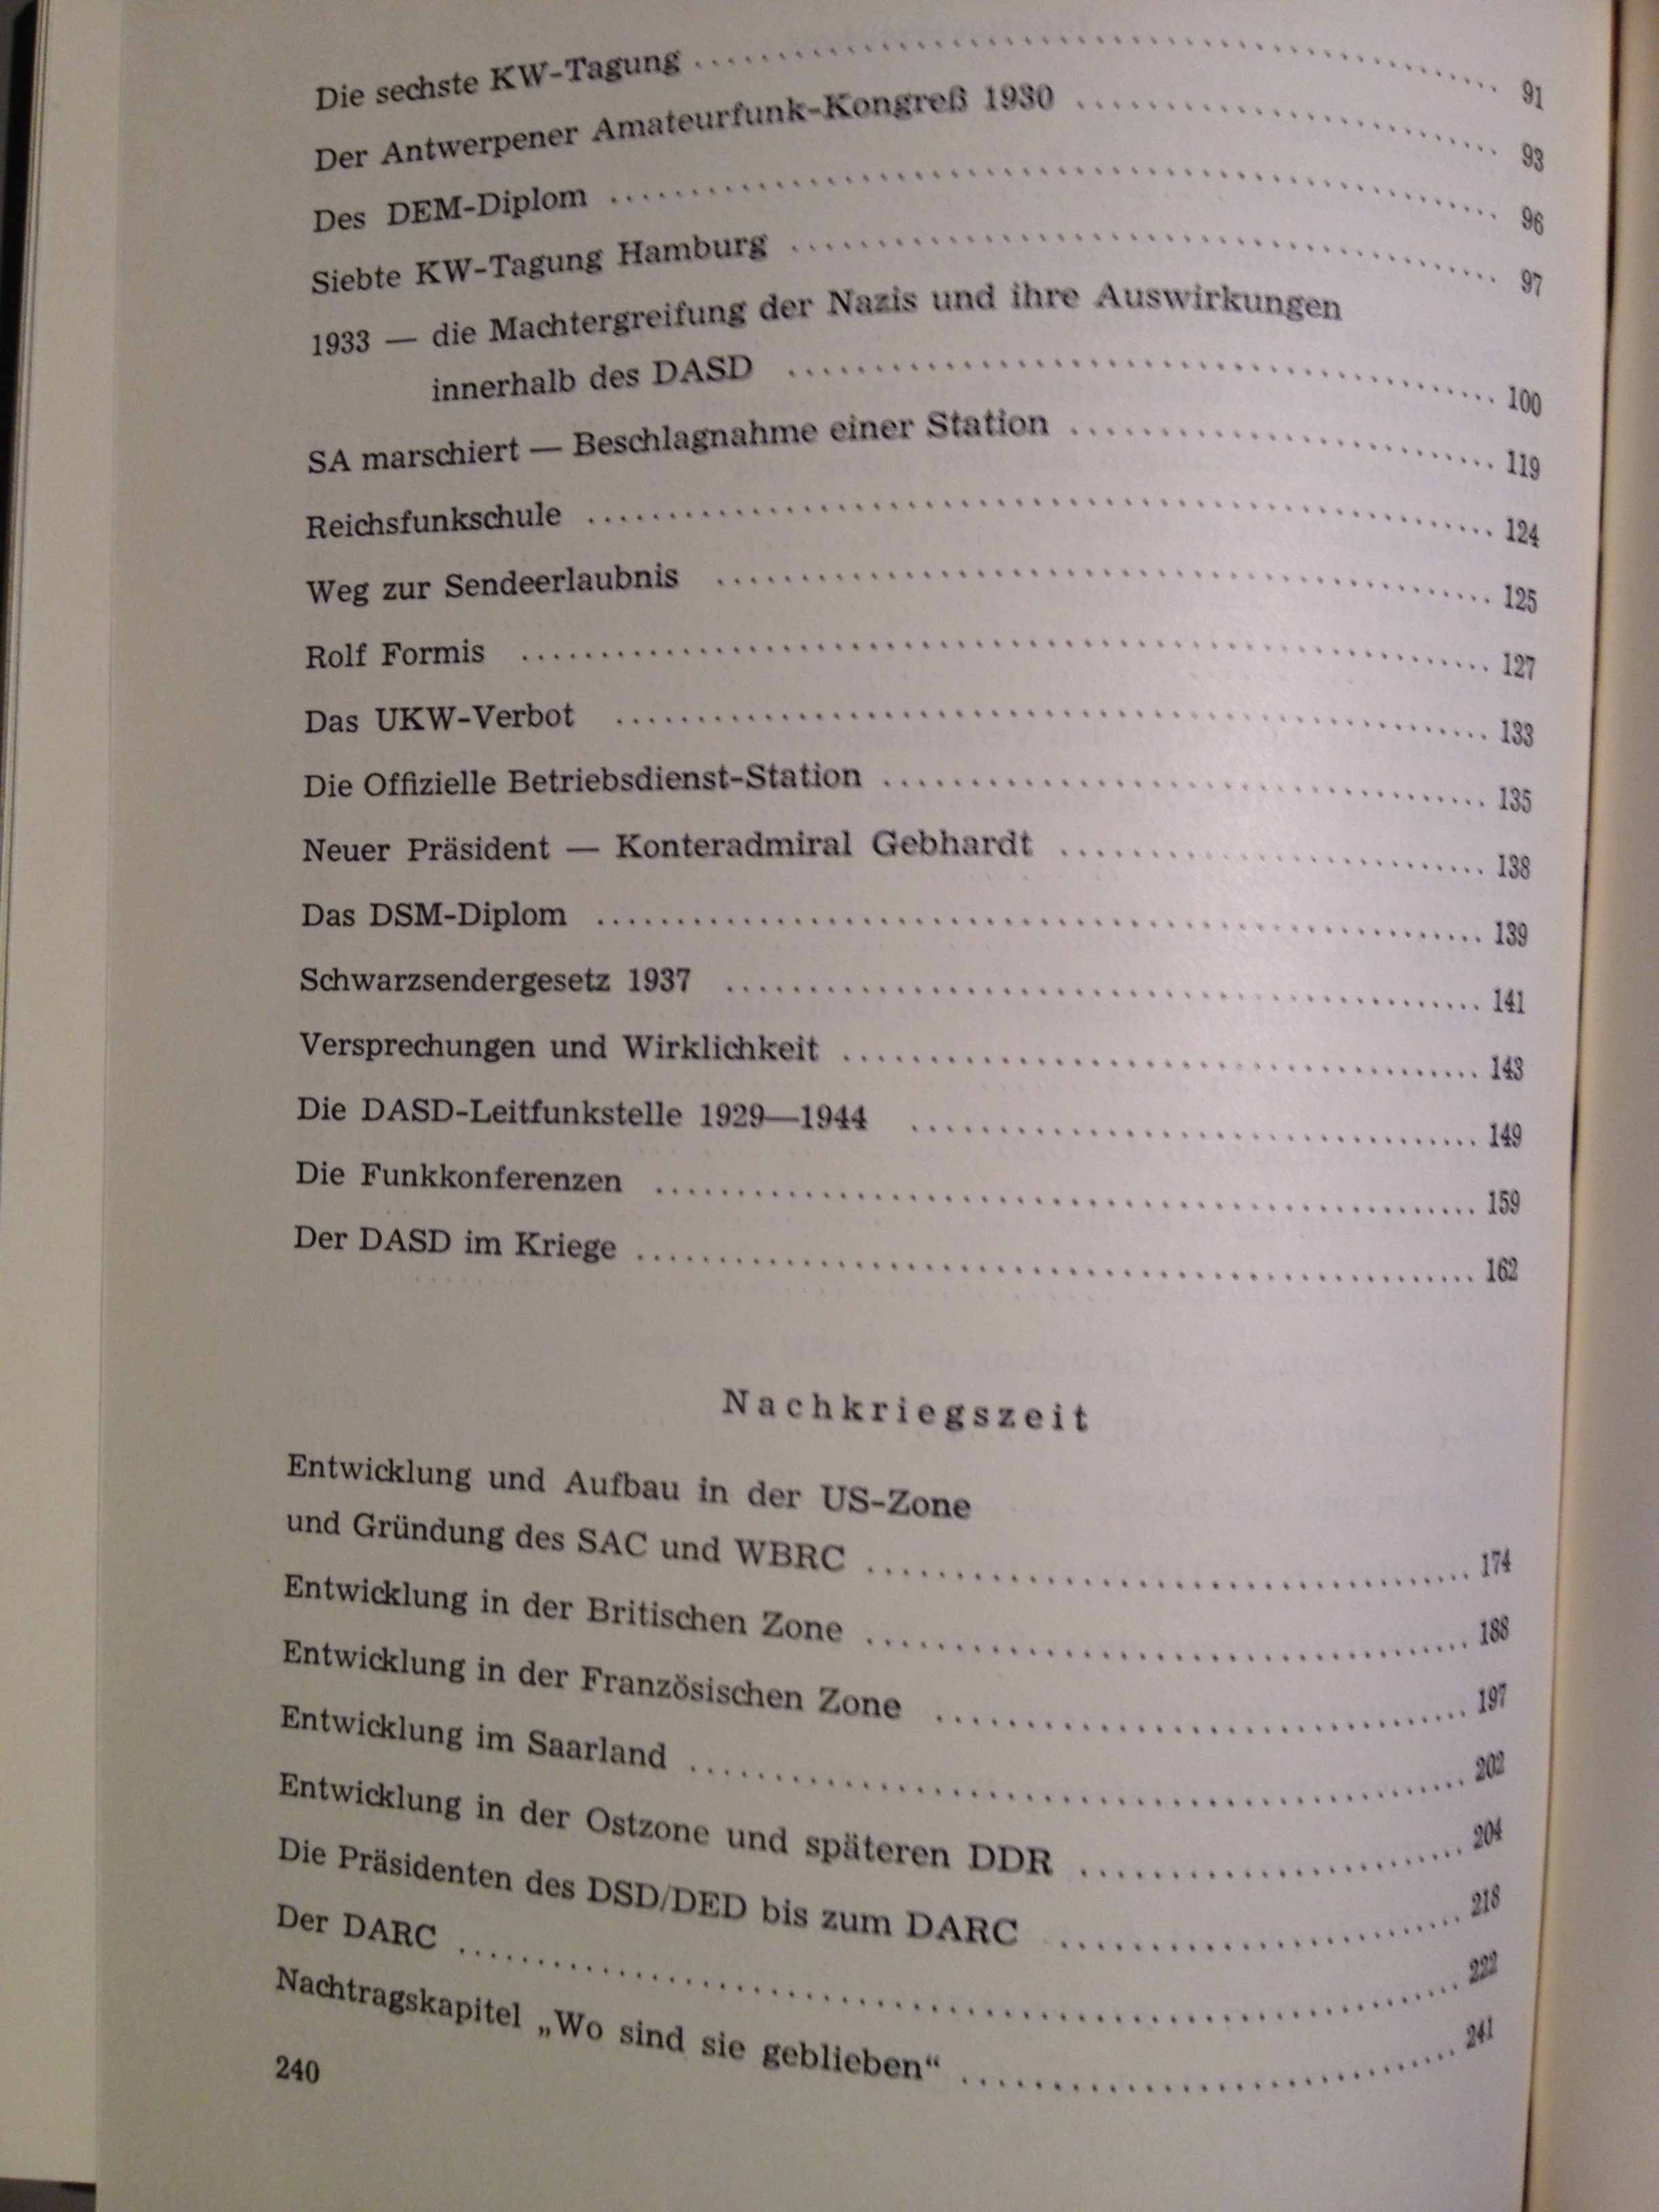 Die sechste KW-Tagung ........ 91
Der Antwerpener Amateurfunk-Kongreß 1930 ........ 93
Des DEM-Diplom ........ 96
Siebte KW-Tagung Hamburg ........ 97
1933 — die Machtergreifung der Nazis und ihre Auswirkungen
innerhalb des DASD ........ 100
SA marschiert — Beschlagnahme einer Station ........ 119
Reichsfunkschule ........ 124
Weg zur Sendeerlaubnis ........ 125
Rolf Formis ........ 127
Das UKW-Verbot ........ 133
Die Offizielle Betriebsdienst-Station ........ 135
Neuer Präsident — Konteradmiral Gebhardt ........ 138
Das DSM-Diplom ........ 139
Schwarzsendergesetz 1937 ........ 141
Versprechungen und Wirklichkeit ........ 143
Die DASD-Leitfunkstelle 1929—1944 ........ 149
Die Funkkonferenzen ........ 159
Der DASD im Kriege ........ 162
Nachkriegszeit
Entwicklung und Aufbau in der US-Zone
und Gründung des SAC und WBRC ........ 174
Entwicklung in der Britischen Zone ........ 188
Entwicklung in der Französischen Zone ........ 197
Entwicklung im Saarland ........ 202
Entwicklung in der Ostzone und späteren DDR ........ 204
Die Präsidenten des DSD/DED bis zum DARC ........ 218
Der DARC ........ 222
Nachtragskapitel „Wo sind sie geblieben“ ........ 241
240